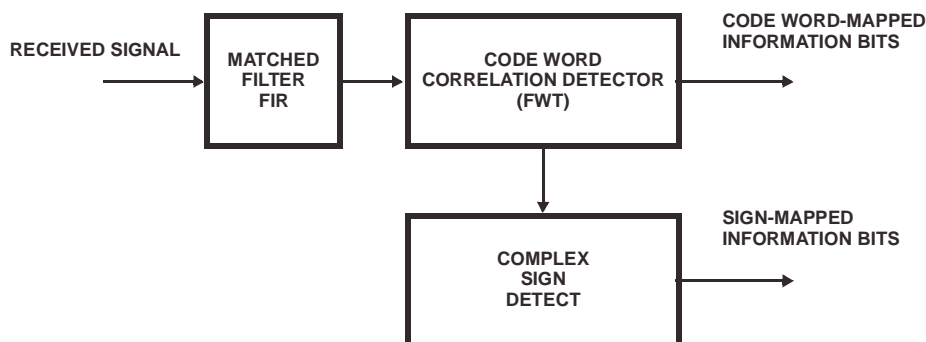 RECEIVED SIGNAL
MATCHED
FILTER
FIR
CODE WORD
CORRELATION DETECTOR
(FWT)
CODE WORD-MAPPED
INFORMATION BITS
COMPLEX
SIGN
DETECT
SIGN-MAPPED
INFORMATION BITS